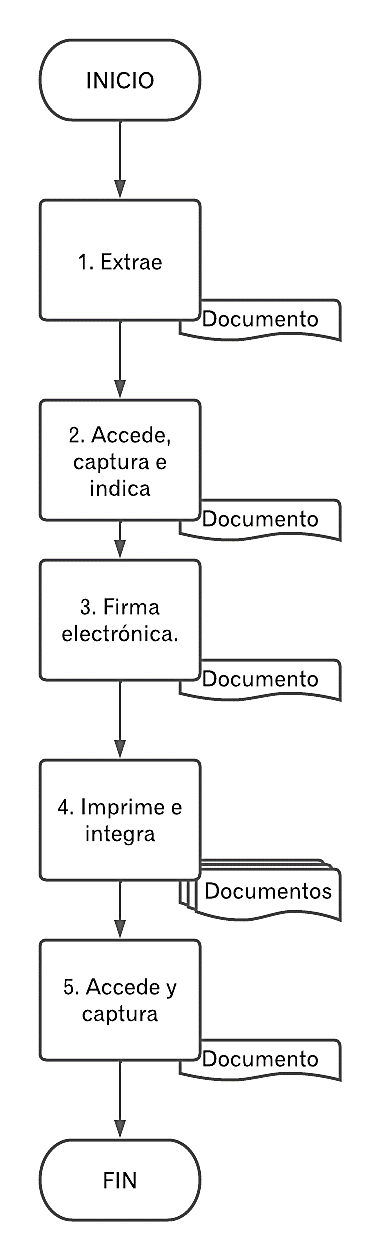 INICIO
1. Extrae
Documento
2. Accede,
captura e
indica
Documento
3. Firma
electrónica.
Documento
4. Imprime e
integra
Documentos
5. Accede y
captura
Documento
FIN